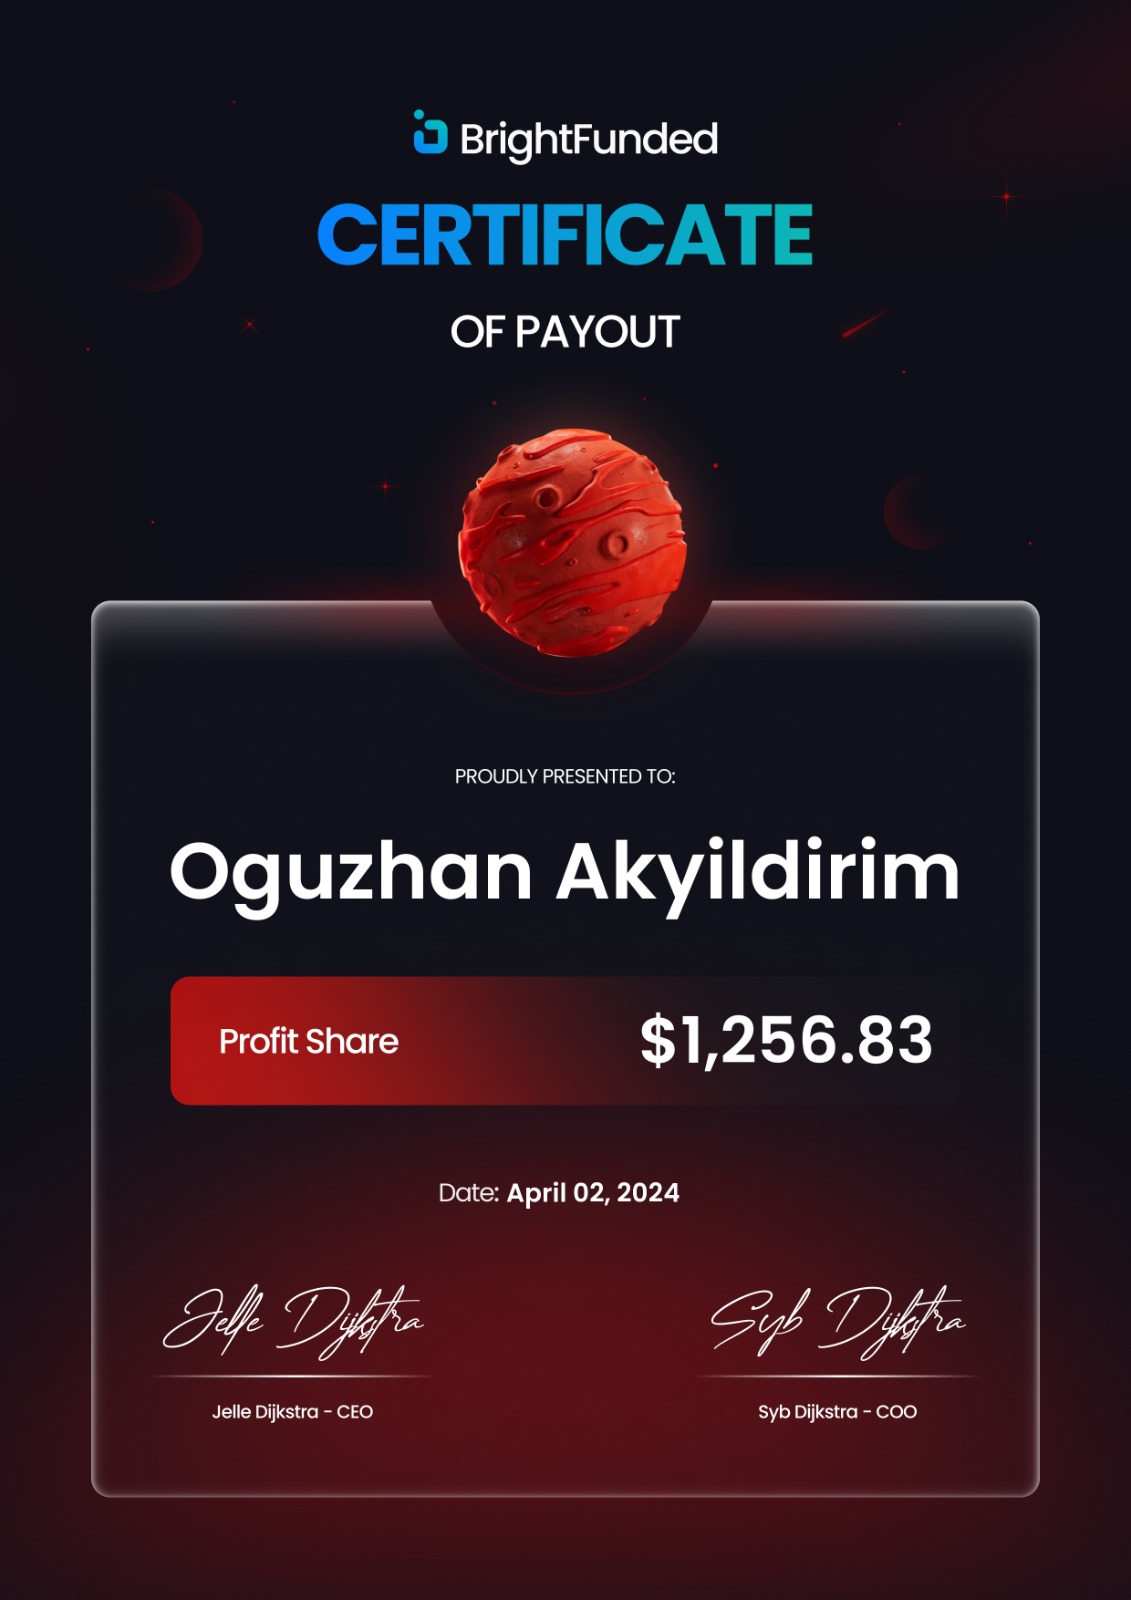 BrightFunded
CERTIFICATE
OF PAYOUT
PROUDLY PRESENTED TO:
Oguzhan Akyildirim
Profit Share $1,256.83
Date: April 02, 2024
Jelle Dijkstra Syb Dijkstra
Jelle Dijkstra - CEO Syb Dijkstra - COO